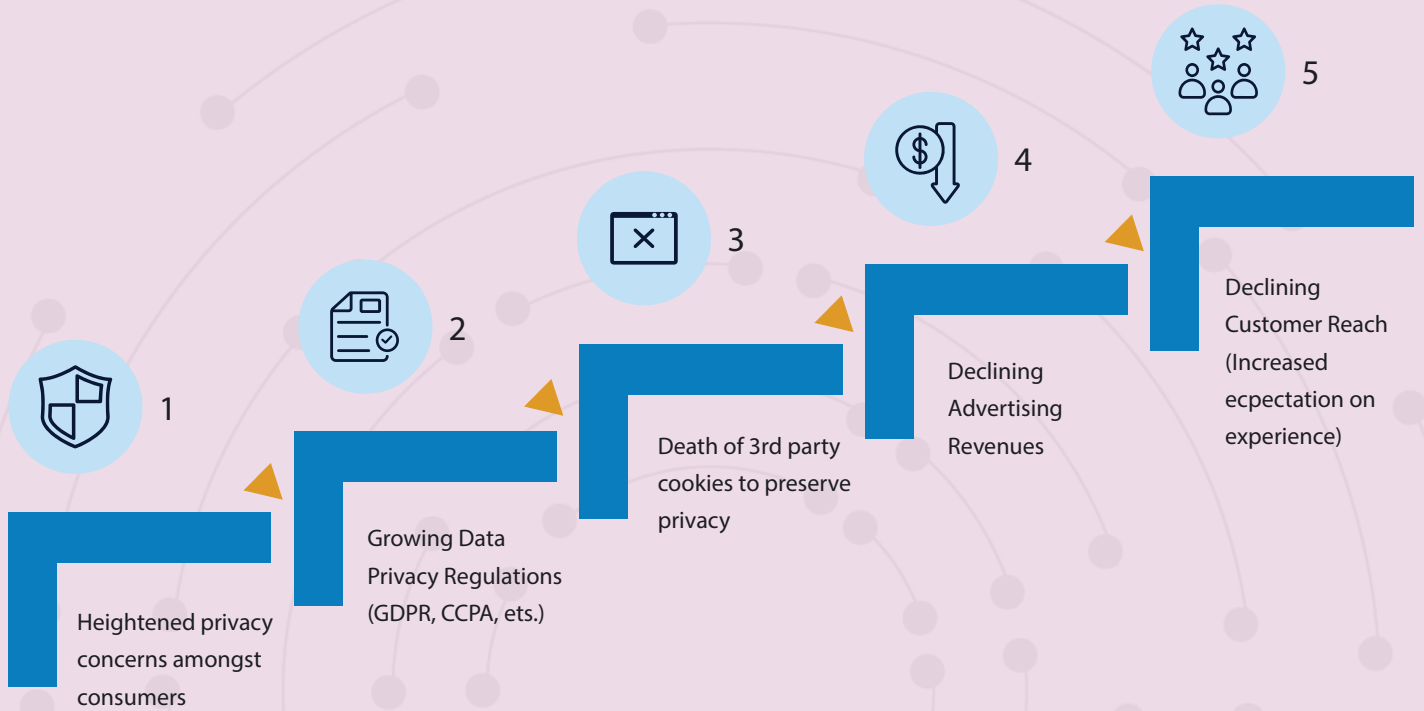 1
Heightened privacy
concerns amongst
consumers
2
Growing Data
Privacy Regulations
(GDPR, CCPA, ets.)
3
Death of 3rd party
cookies to preserve
privacy
4
Declining
Advertising
Revenues
5
Declining
Customer Reach
(Increased
ecpectation on
experience)